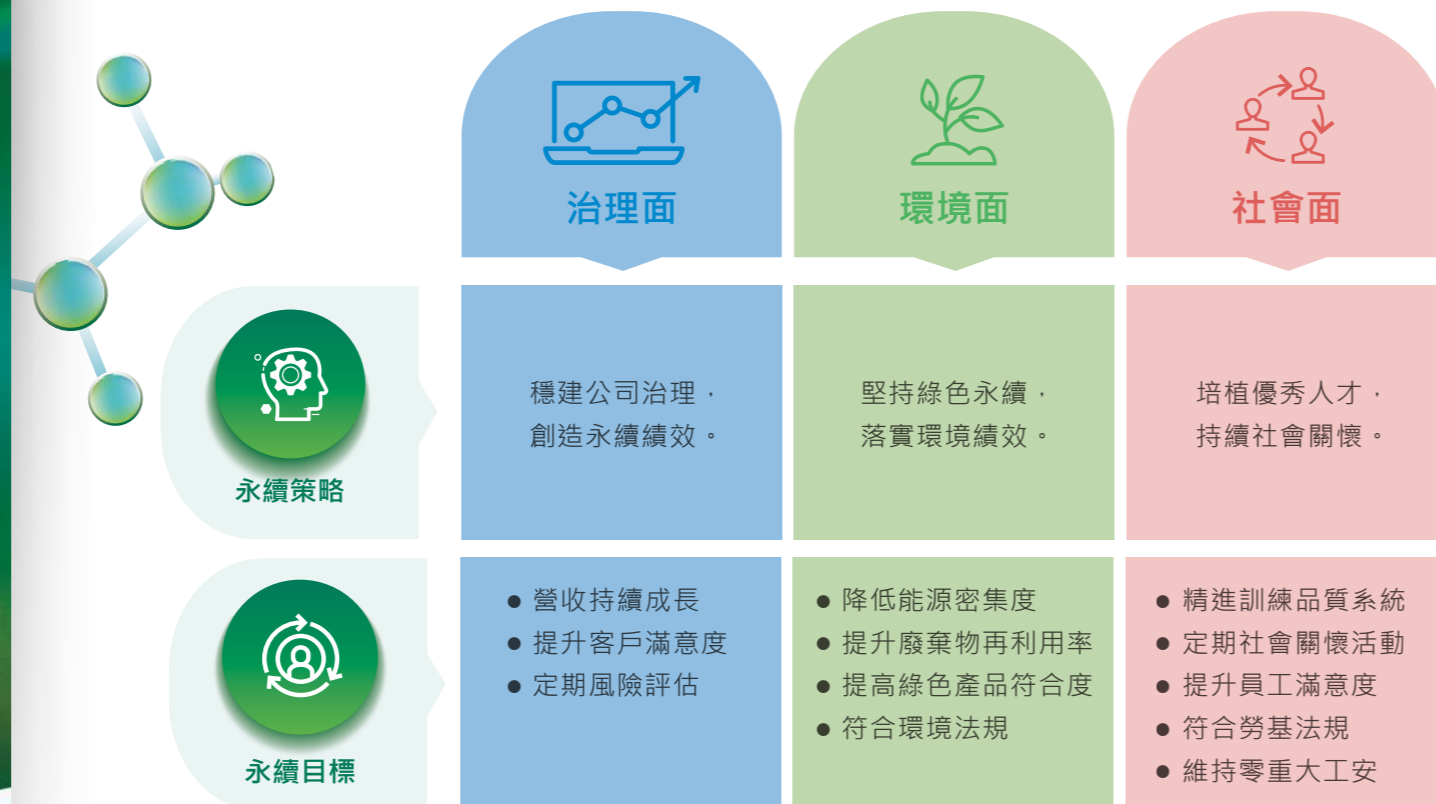 治理面
環境面
社會面
永續策略
穩建公司治理，
創造永續績效。
堅持綠色永續，
落實環境績效。
培植優秀人才，
持續社會關懷。
永續目標
● 營收持續成長
● 提升客戶滿意度
● 定期風險評估
● 降低能源密集度
● 提升廢棄物再利用率
● 提高綠色產品符合度
● 符合環境法規
● 精進訓練品質系統
● 定期社會關懷活動
● 提升員工滿意度
● 符合勞基法規
● 維持零重大工安